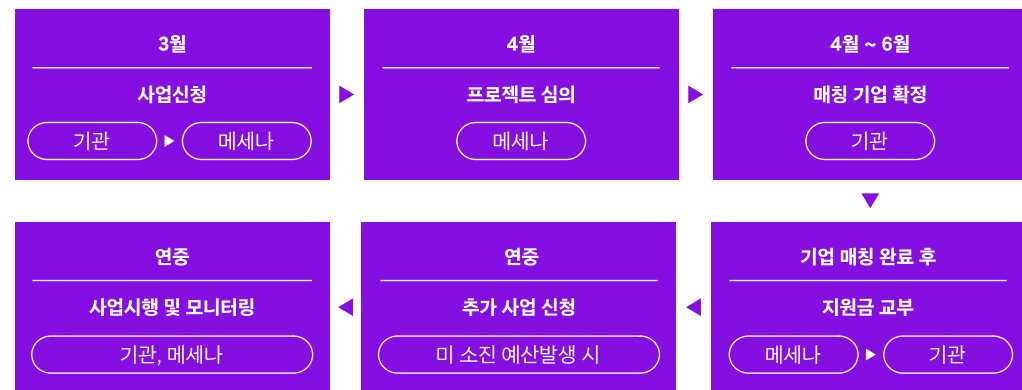 3월
사업신청
기관 ▶ 메세나
4월
프로젝트 심의
메세나
4월 ~ 6월
매칭 기업 확정
기관
기업 매칭 완료 후
지원금 교부
메세나 ▶ 기관
연중
추가 사업 신청
미 소진 예산발생 시
연중
사업시행 및 모니터링
기관, 메세나